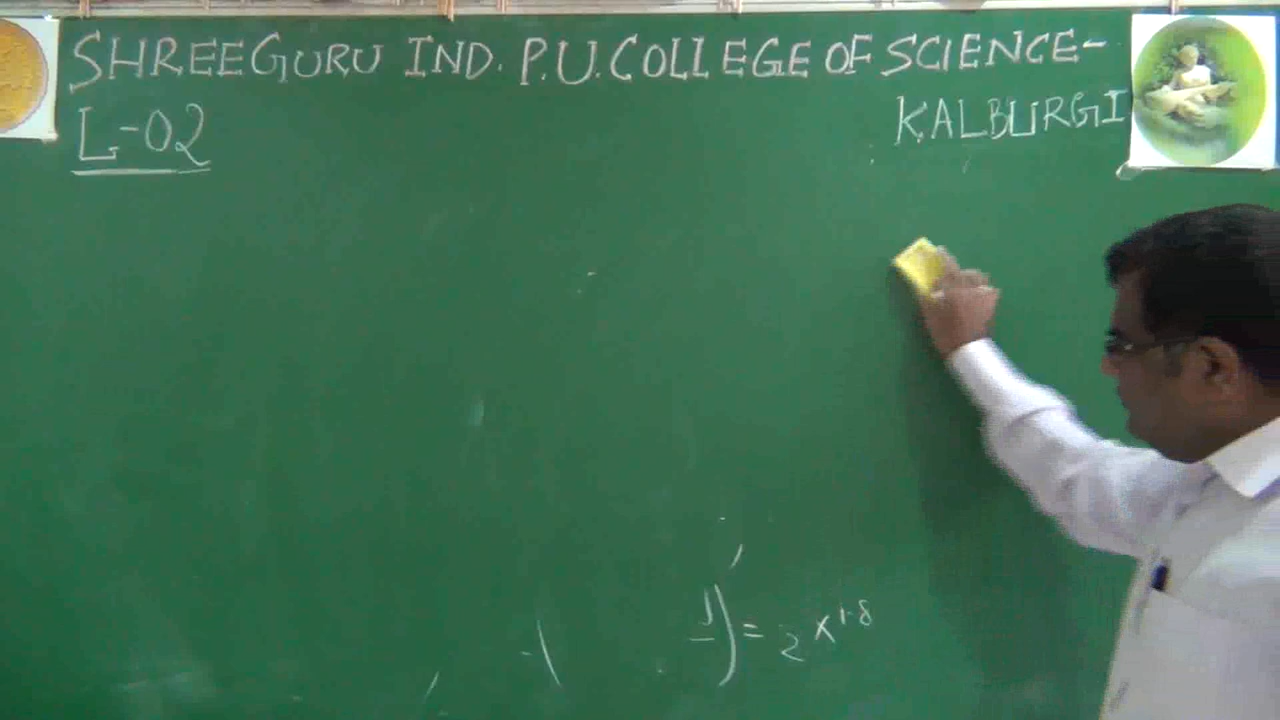 SHREEGURU IND. P.U. COLLEGE OF SCIENCE-
KALBURGI
L-02
) = 2 x 1.8